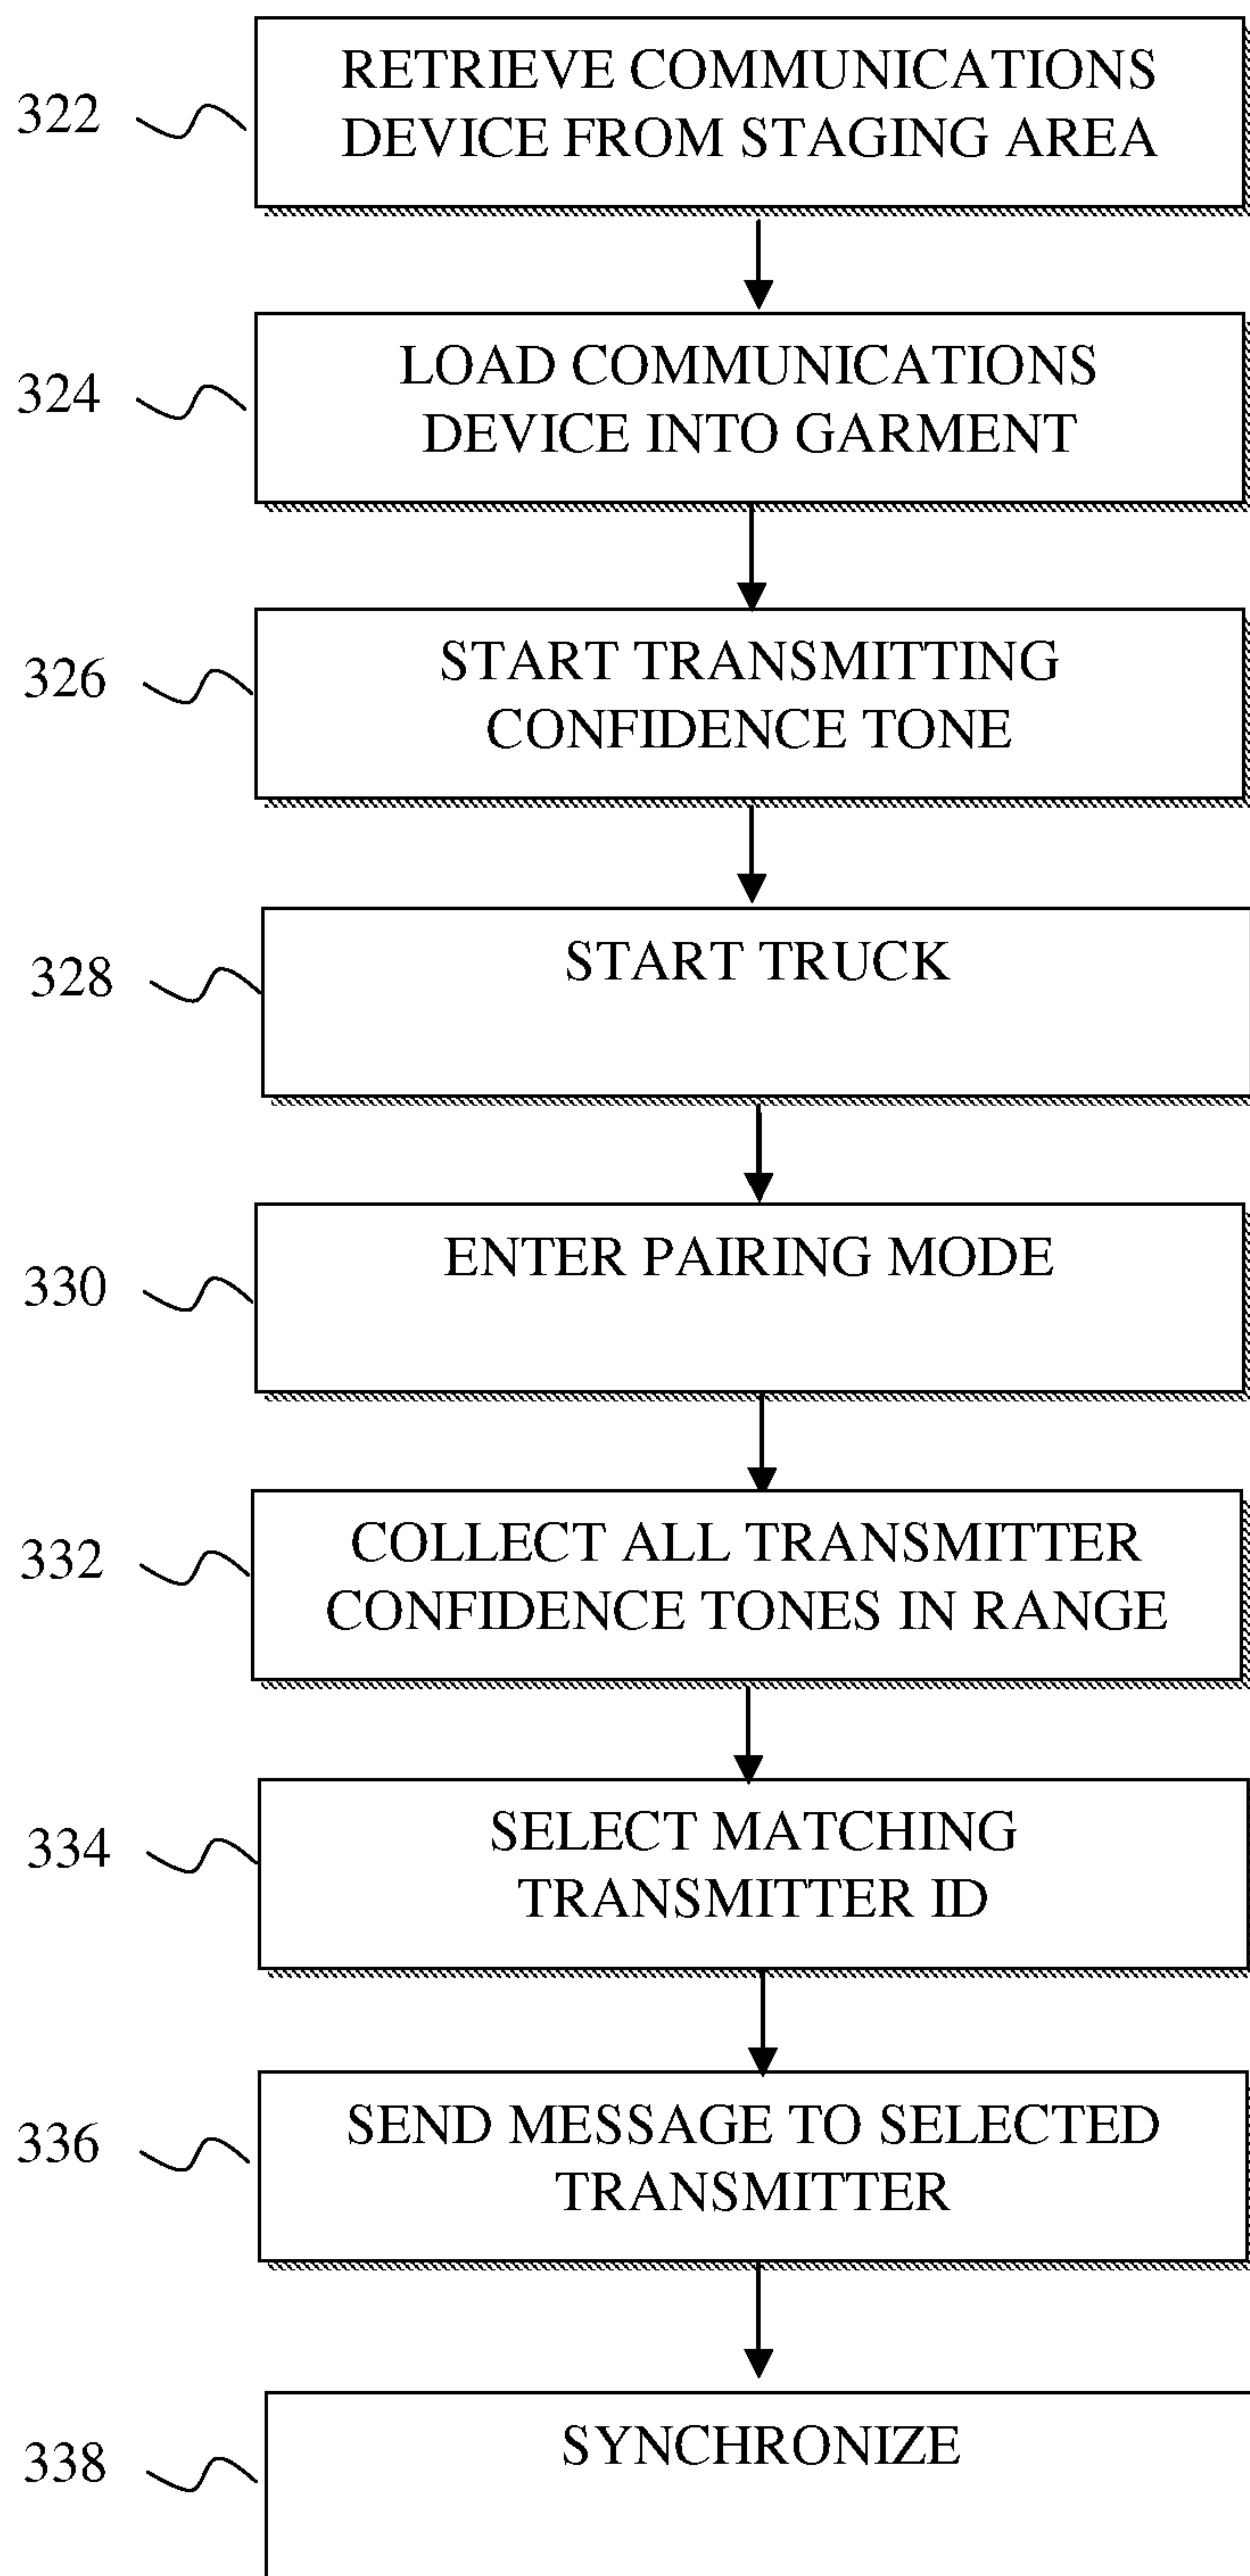 322
RETRIEVE COMMUNICATIONS
DEVICE FROM STAGING AREA
324
LOAD COMMUNICATIONS
DEVICE INTO GARMENT
326
START TRANSMITTING
CONFIDENCE TONE
328
START TRUCK
330
ENTER PAIRING MODE
332
COLLECT ALL TRANSMITTER
CONFIDENCE TONES IN RANGE
334
SELECT MATCHING
TRANSMITTER ID
336
SEND MESSAGE TO SELECTED
TRANSMITTER
338
SYNCHRONIZE